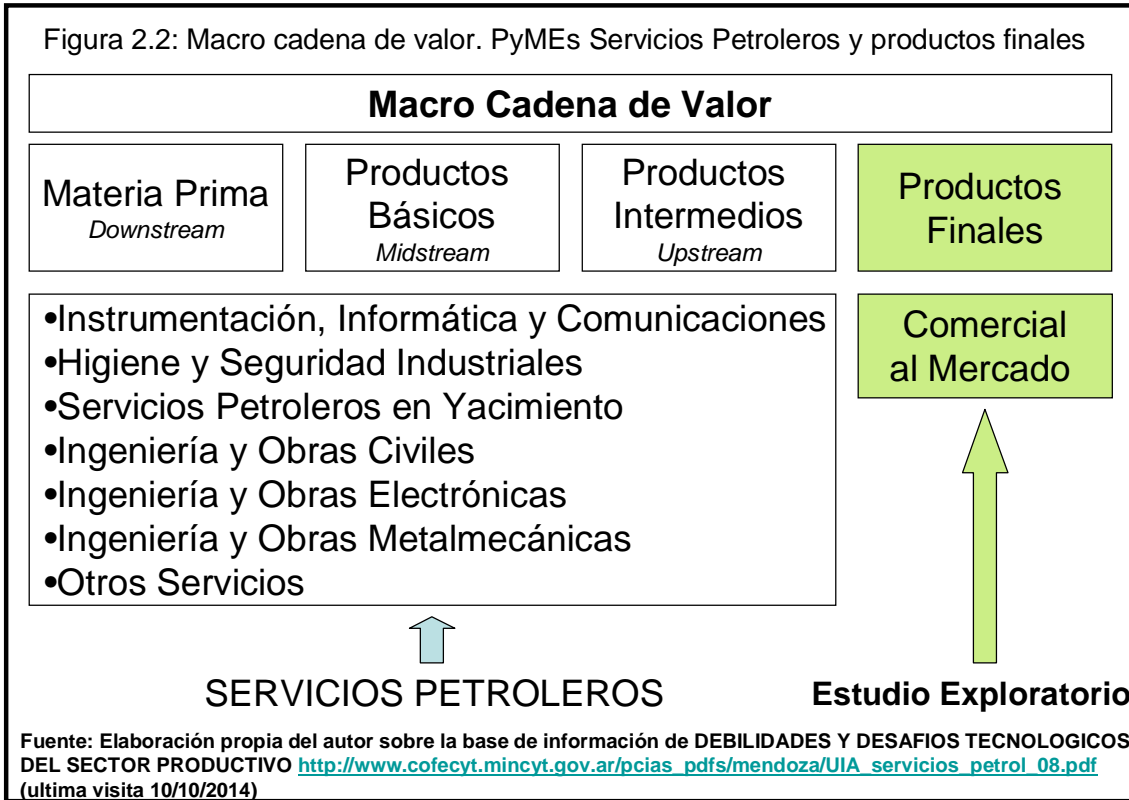 Figura 2.2: Macro cadena de valor. PyMEs Servicios Petroleros y productos finales
Macro Cadena de Valor
Materia Prima
Downstream
Productos
Básicos
Midstream
Productos
Intermedios
Upstream
Productos
Finales
•Instrumentación, Informática y Comunicaciones
•Higiene y Seguridad Industriales
•Servicios Petroleros en Yacimiento
•Ingeniería y Obras Civiles
•Ingeniería y Obras Electrónicas
•Ingeniería y Obras Metalmecánicas
•Otros Servicios
Comercial
al Mercado
SERVICIOS PETROLEROS
Estudio Exploratorio
Fuente: Elaboración propia del autor sobre la base de información de DEBILIDADES Y DESAFIOS TECNOLOGICOS
DEL SECTOR PRODUCTIVO http://www.cofecyt.mincyt.gov.ar/pcias_pdfs/mendoza/UIA_servicios_petrol_08.pdf
(ultima visita 10/10/2014)